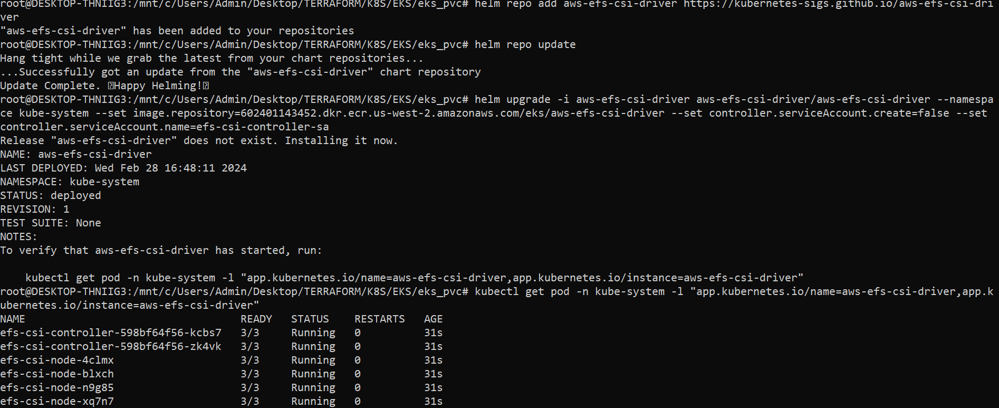 root@DESKTOP-THNIIG3:/mnt/c/Users/Admin/Desktop/TERRAFORM/K8S/EKS/eks_pvc# helm repo add aws-efs-csi-driver https://kubernetes-sigs.github.io/aws-efs-csi-dri
ver
"aws-efs-csi-driver" has been added to your repositories
root@DESKTOP-THNIIG3:/mnt/c/Users/Admin/Desktop/TERRAFORM/K8S/EKS/eks_pvc# helm repo update
Hang tight while we grab the latest from your chart repositories...
...Successfully got an update from the "aws-efs-csi-driver" chart repository
Update Complete. ⍰Happy Helming!⍰
root@DESKTOP-THNIIG3:/mnt/c/Users/Admin/Desktop/TERRAFORM/K8S/EKS/eks_pvc# helm upgrade -i aws-efs-csi-driver aws-efs-csi-driver/aws-efs-csi-driver --namespa
ce kube-system --set image.repository=602401143452.dkr.ecr.us-west-2.amazonaws.com/eks/aws-efs-csi-driver --set controller.serviceAccount.create=false --set
controller.serviceAccount.name=efs-csi-controller-sa
Release "aws-efs-csi-driver" does not exist. Installing it now.
NAME: aws-efs-csi-driver
LAST DEPLOYED: Wed Feb 28 16:48:11 2024
NAMESPACE: kube-system
STATUS: deployed
REVISION: 1
TEST SUITE: None
NOTES:
To verify that aws-efs-csi-driver has started, run:
kubectl get pod -n kube-system -l "app.kubernetes.io/name=aws-efs-csi-driver,app.kubernetes.io/instance=aws-efs-csi-driver"
root@DESKTOP-THNIIG3:/mnt/c/Users/Admin/Desktop/TERRAFORM/K8S/EKS/eks_pvc# kubectl get pod -n kube-system -l "app.kubernetes.io/name=aws-efs-csi-driver,app.k
ubernetes.io/instance=aws-efs-csi-driver"
NAME READY STATUS RESTARTS AGE
efs-csi-controller-598bf64f56-kcbs7 3/3 Running 0 31s
efs-csi-controller-598bf64f56-zk4vk 3/3 Running 0 31s
efs-csi-node-4clmx 3/3 Running 0 31s
efs-csi-node-blxch 3/3 Running 0 31s
efs-csi-node-n9g85 3/3 Running 0 31s
efs-csi-node-xq7n7 3/3 Running 0 31s